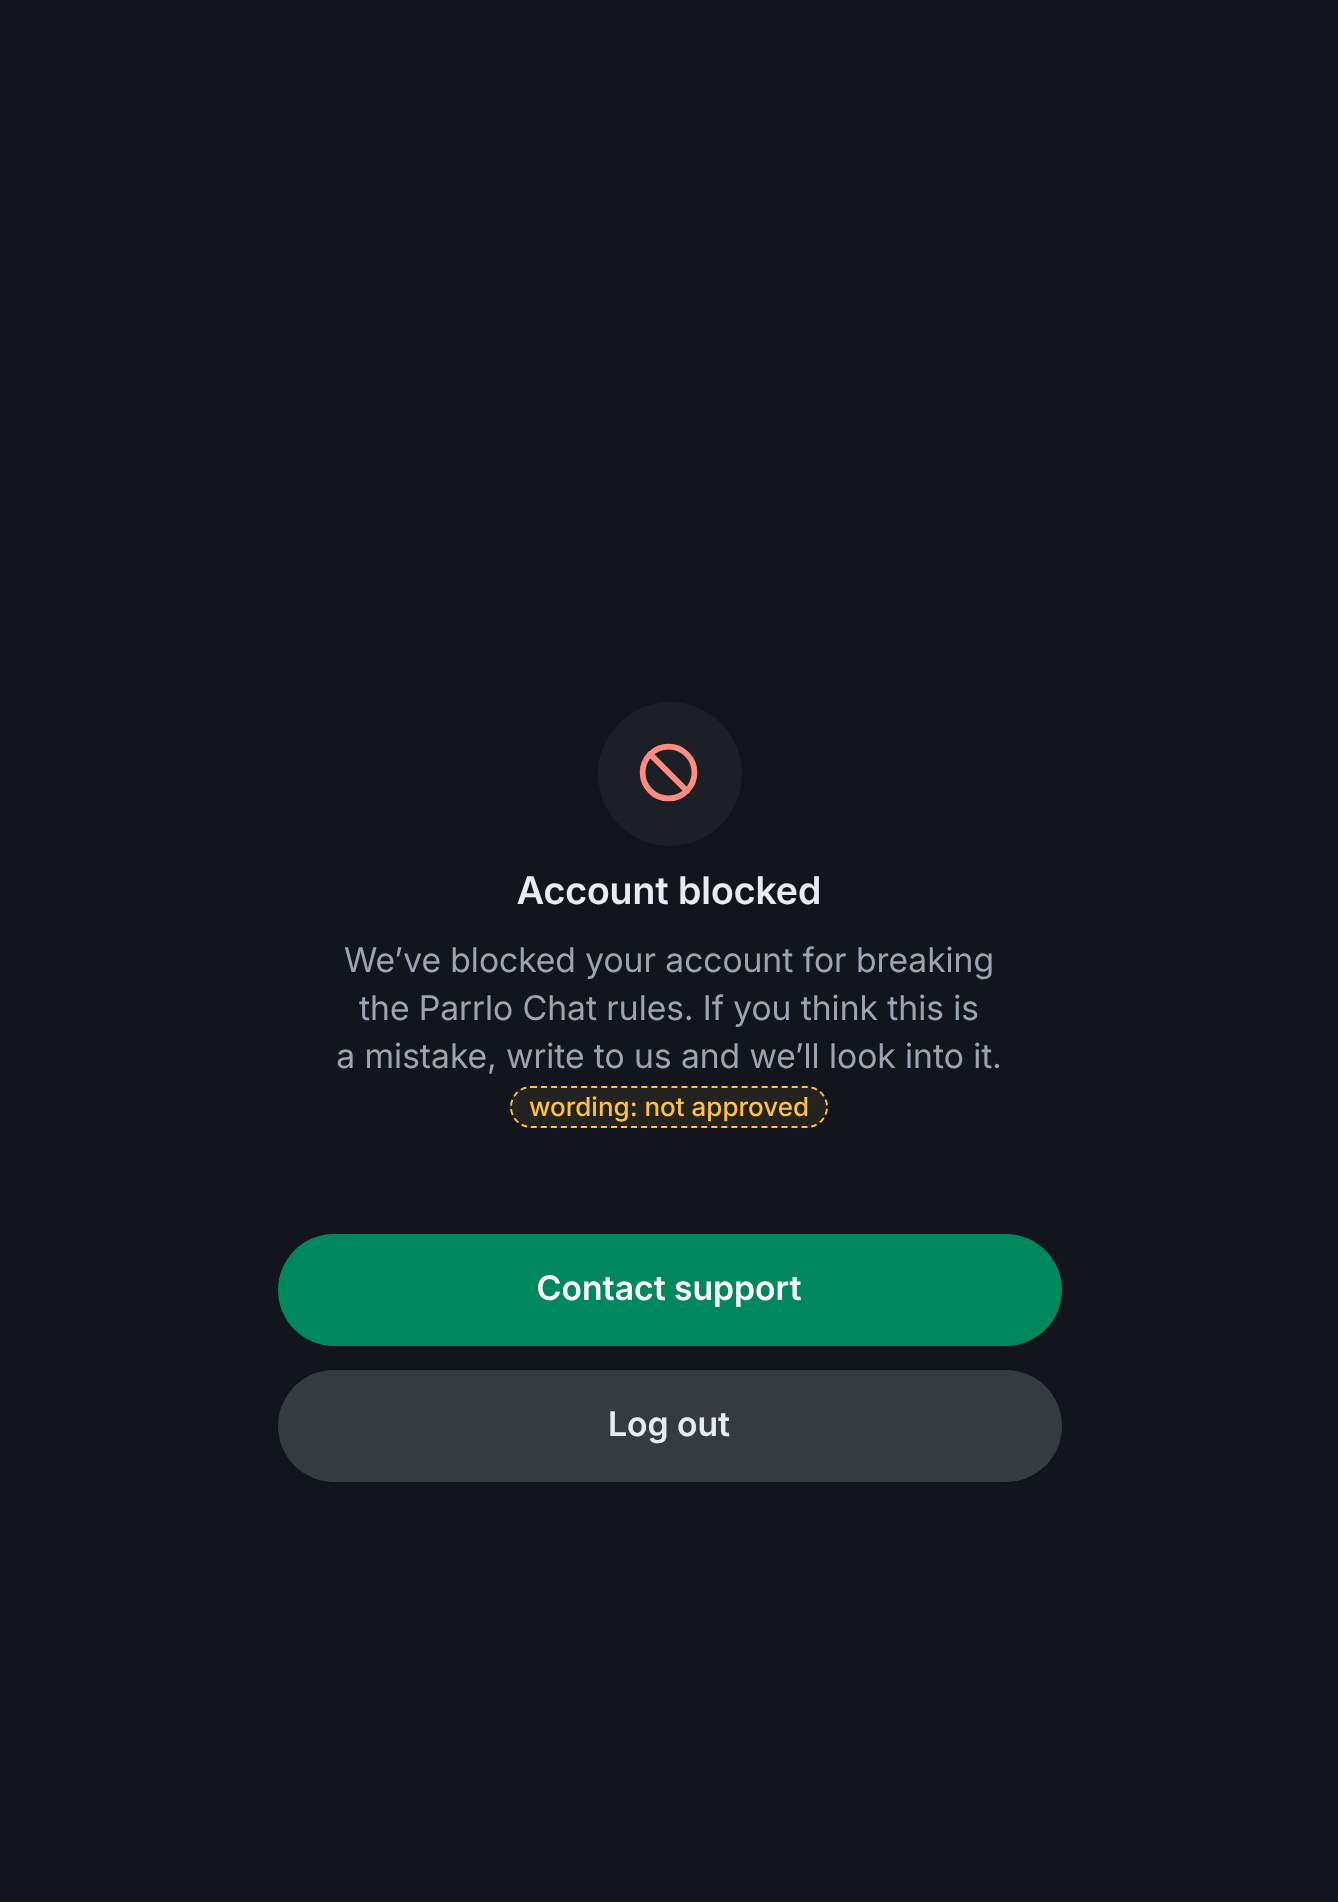 Account blocked
We’ve blocked your account for breaking
the Parrlo Chat rules. If you think this is
a mistake, write to us and we’ll look into it.
wording: not approved
Contact support
Log out